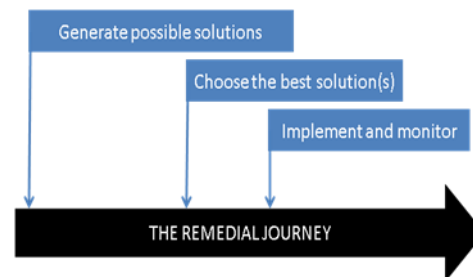 Generate possible solutions
Choose the best solution(s)
Implement and monitor
THE REMEDIAL JOURNEY